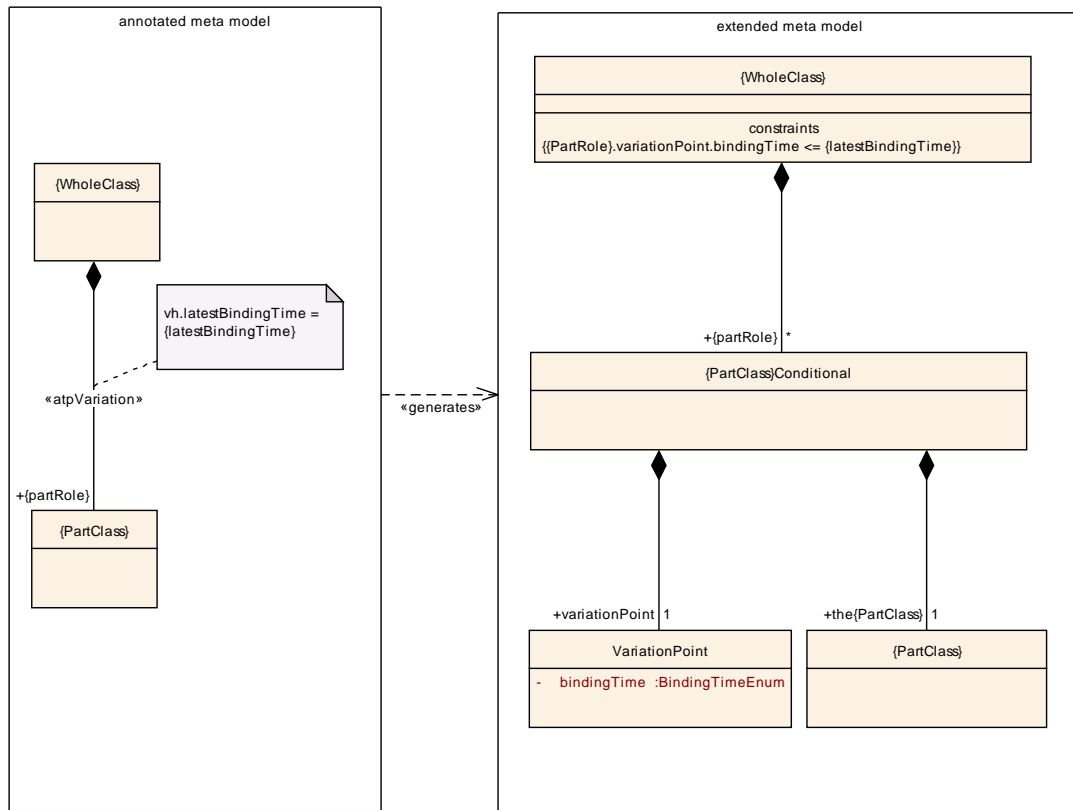 annotated meta model
{WholeClass}
vh.latestBindingTime =
{latestBindingTime}
«atpVariation»
+{partRole}
{PartClass}
«generates»
extended meta model
{WholeClass}
constraints
{{PartRole}.variationPoint.bindingTime <= {latestBindingTime}}
+{partRole} *
{PartClass}Conditional
+variationPoint 1
+the{PartClass} 1
VariationPoint
- bindingTime :BindingTimeEnum
{PartClass}